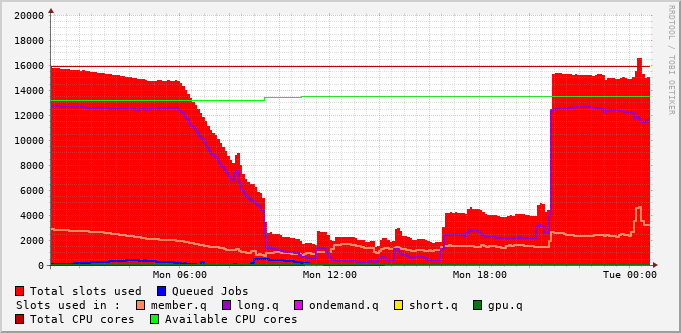 20000
18000
16000
14000
12000
10000
8000
6000
4000
2000
0
Mon 06:00 Mon 12:00 Mon 18:00 Tue 00:00
Total slots used Queued Jobs
Slots used in : member.q long.q ondemand.q short.q gpu.q
Total CPU cores Available CPU cores
RRDTOOL / TOBI OETIKER